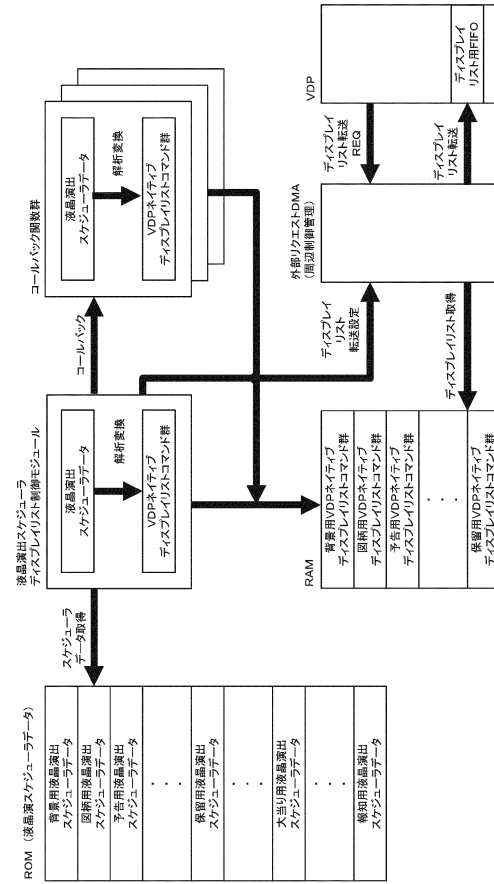 ROM (液晶演スケジューラデータ)
背景用液晶演出
スケジューラデータ
図柄用液晶演出
スケジューラデータ
予告用液晶演出
スケジューラデータ
・・・
保留用液晶演出
スケジューラデータ
・・・
大当り用液晶演出
スケジューラデータ
・・・
報知用液晶演出
スケジューラデータ
スケジューラ
データ取得
液晶演出スケジューラ
ディスプレイリスト制御モジュール
液晶演出
スケジューラデータ
解析変換
VDPネイティブ
ディスプレイリストコマンド群
コールバック
コールバック関数群
液晶演出
スケジューラデータ
解析変換
VDPネイティブ
ディスプレイリストコマンド群
RAM
背景用VDPネイティブ
ディスプレイリストコマンド群
図柄用VDPネイティブ
ディスプレイリストコマンド群
予告用VDPネイティブ
ディスプレイリストコマンド群
・・・
保留用VDPネイティブ
ディスプレイリストコマンド群
ディスプレイ
リスト
転送設定
ディスプレイリスト取得
外部リクエストDMA
(周辺制御管理)
ディスプレイ
リスト転送
REQ
ディスプレイ
リスト転送
VDP
ディスプレイ
リスト用FIFO